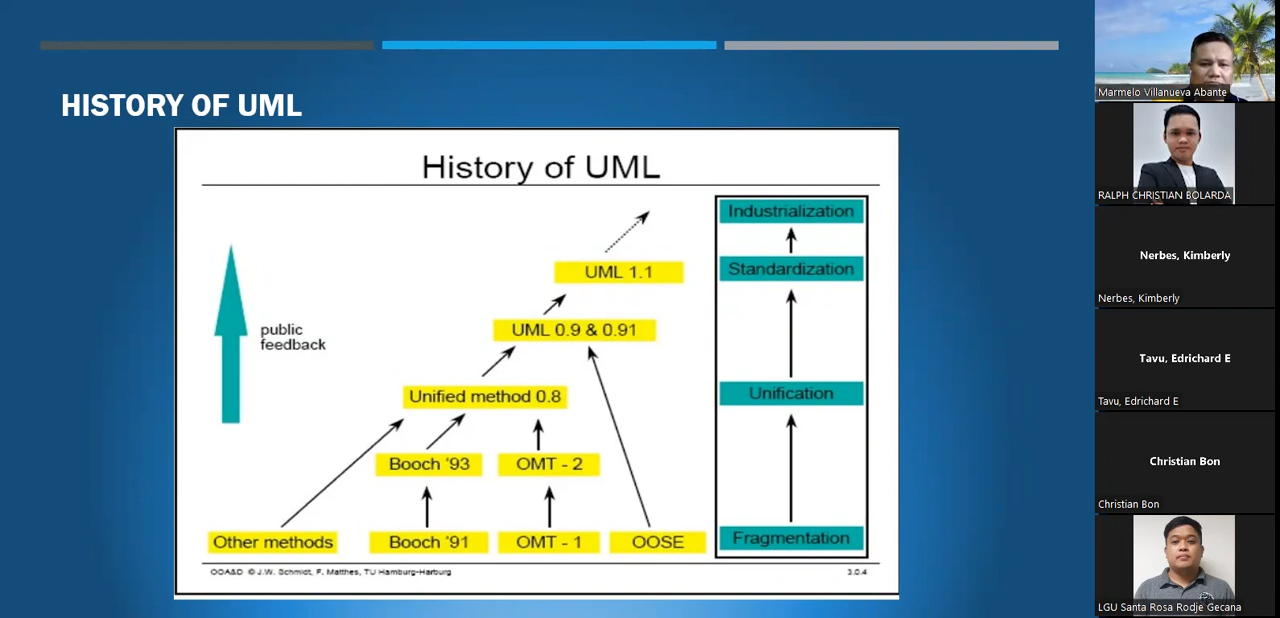 HISTORY OF UML
History of UML
Industrialization
UML 1.1
Standardization
public
feedback
UML 0.9 & 0.91
Unified method 0.8
Unification
Booch '93
OMT - 2
Other methods
Booch '91
OMT - 1
OOSE
Fragmentation
OOA&D © J.W. Schmidt, F. Matthes, TU Hamburg-Harburg
3.0.4
Marmelo Villanueva Abante
RALPH CHRISTIAN BOLARDA
Nerbes, Kimberly
Nerbes, Kimberly
Tavu, Edrichard E
Tavu, Edrichard E
Christian Bon
Christian Bon
LGU Santa Rosa Rodje Gecana